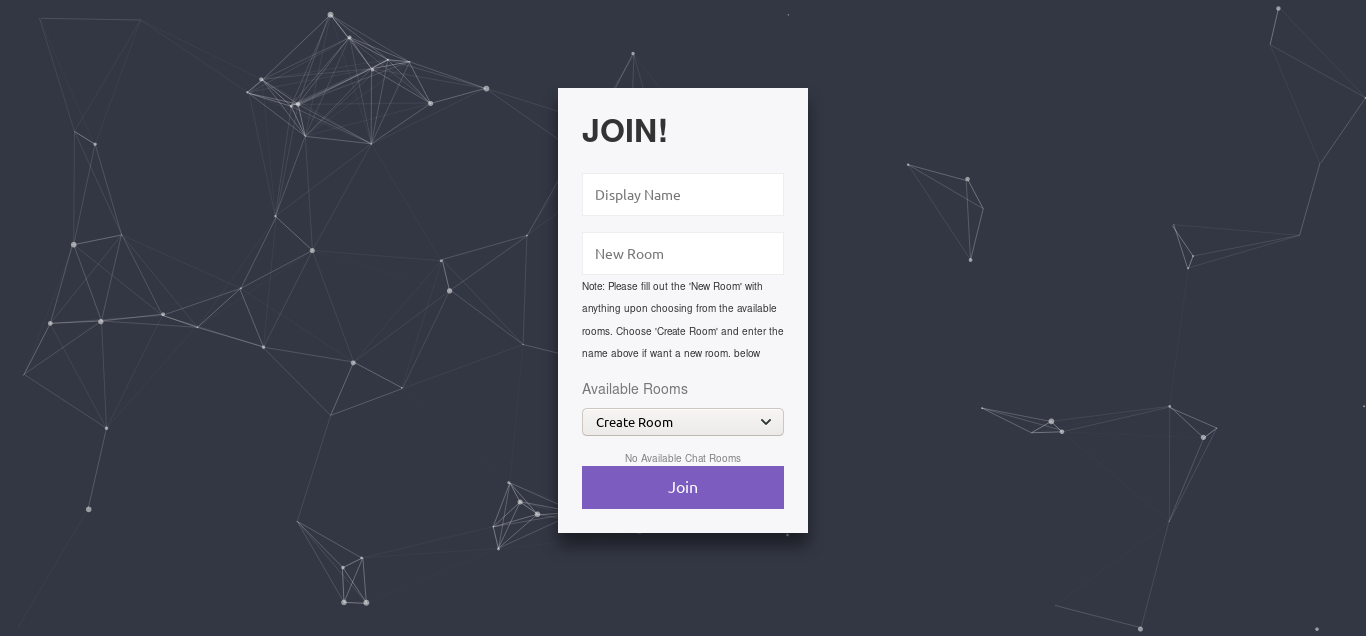 JOIN!
Display Name
New Room
Note: Please fill out the 'New Room' with
anything upon choosing from the available
rooms. Choose 'Create Room' and enter the
name above if want a new room. below
Available Rooms
Create Room
No Available Chat Rooms
Join